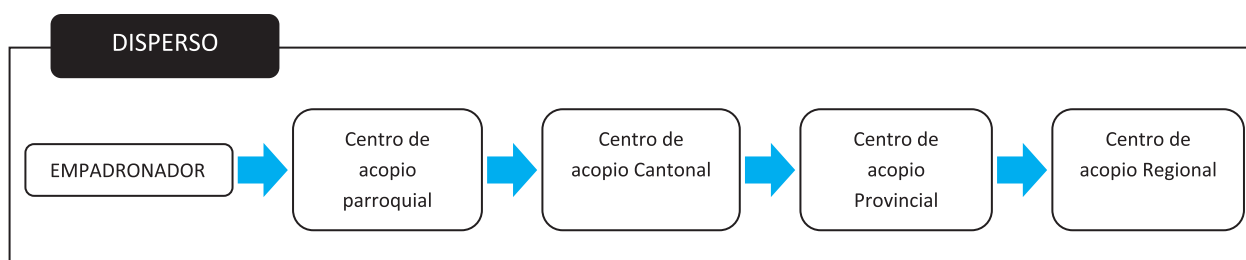 DISPERSO
EMPADRONADOR
Centro de
acopio
parroquial
Centro de
acopio Cantonal
Centro de
acopio
Provincial
Centro de
acopio Regional